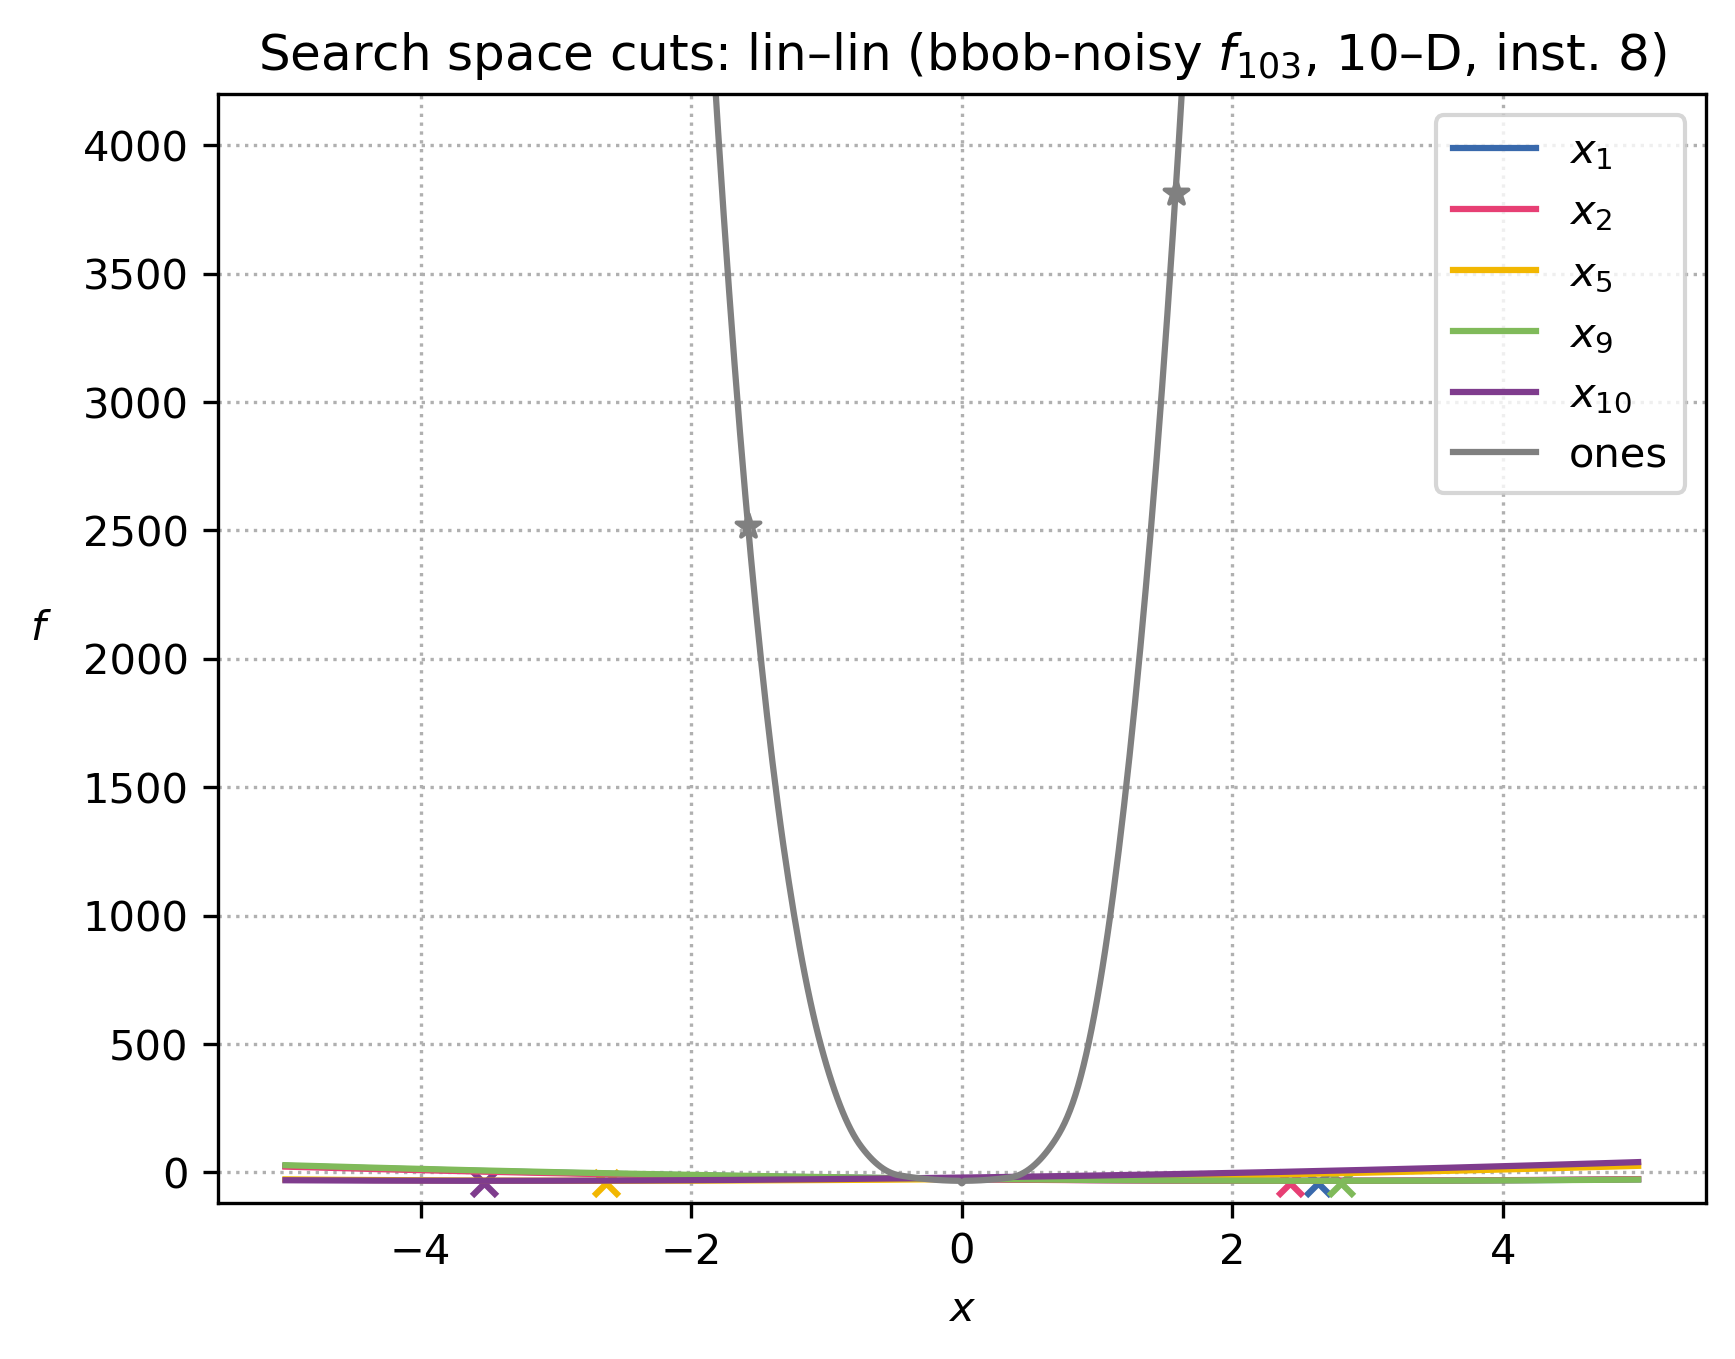 Search space cuts: lin–lin (bbob-noisy f₁₀₃, 10–D, inst. 8)
4000
3500
3000
2500
2000
1500
1000
500
0
f
−4
−2
0
2
4
x
x₁
x₂
x₅
x₉
x₁₀
ones